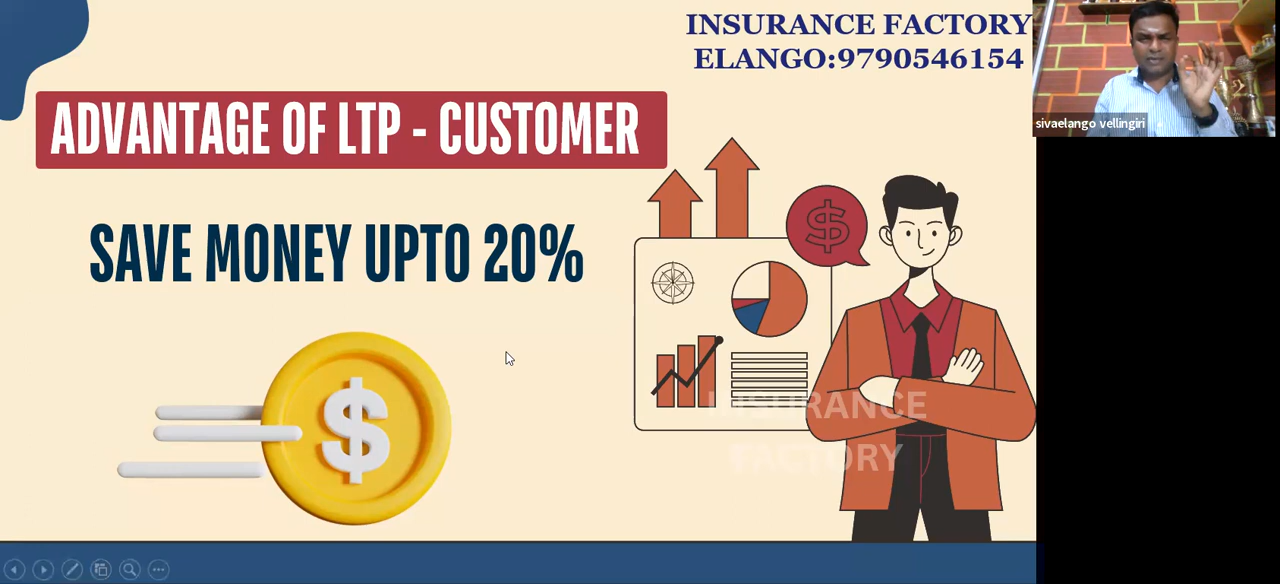 INSURANCE FACTORY
ELANGO:9790546154
sivaelango vellingiri
ADVANTAGE OF LTP - CUSTOMER
SAVE MONEY UPTO 20%
$
$
INSURANCE
FACTORY